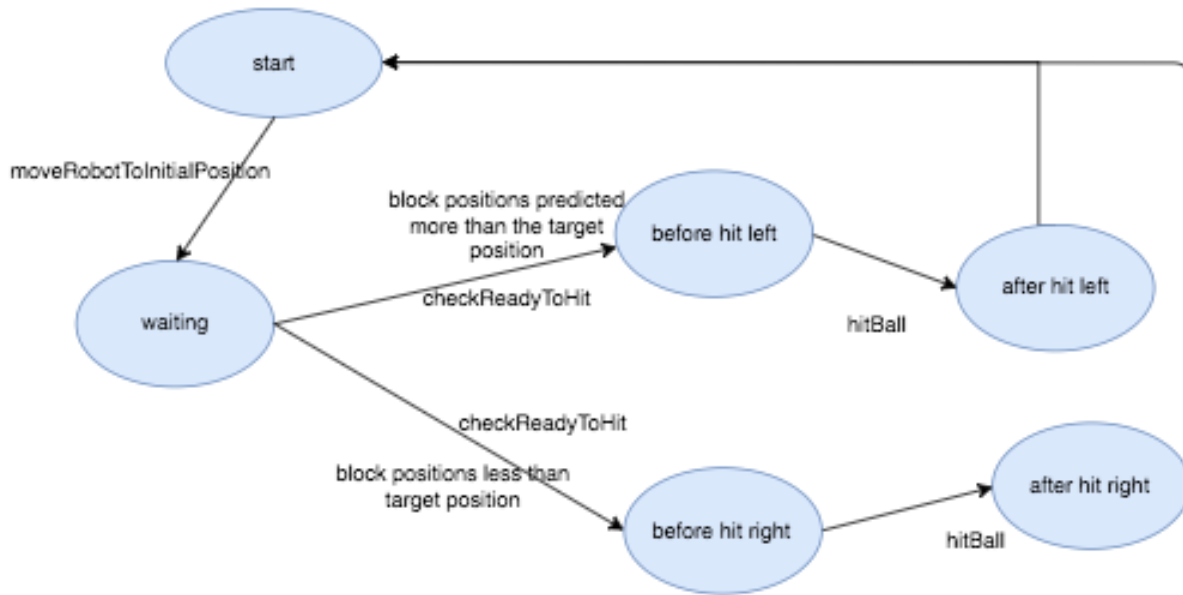 start
moveRobotToInitialPosition
block positions predicted
more than the target
position
before hit left
checkReadyToHit
after hit left
waiting
hitBall
checkReadyToHit
block positions less than
target position
before hit right
after hit right
hitBall